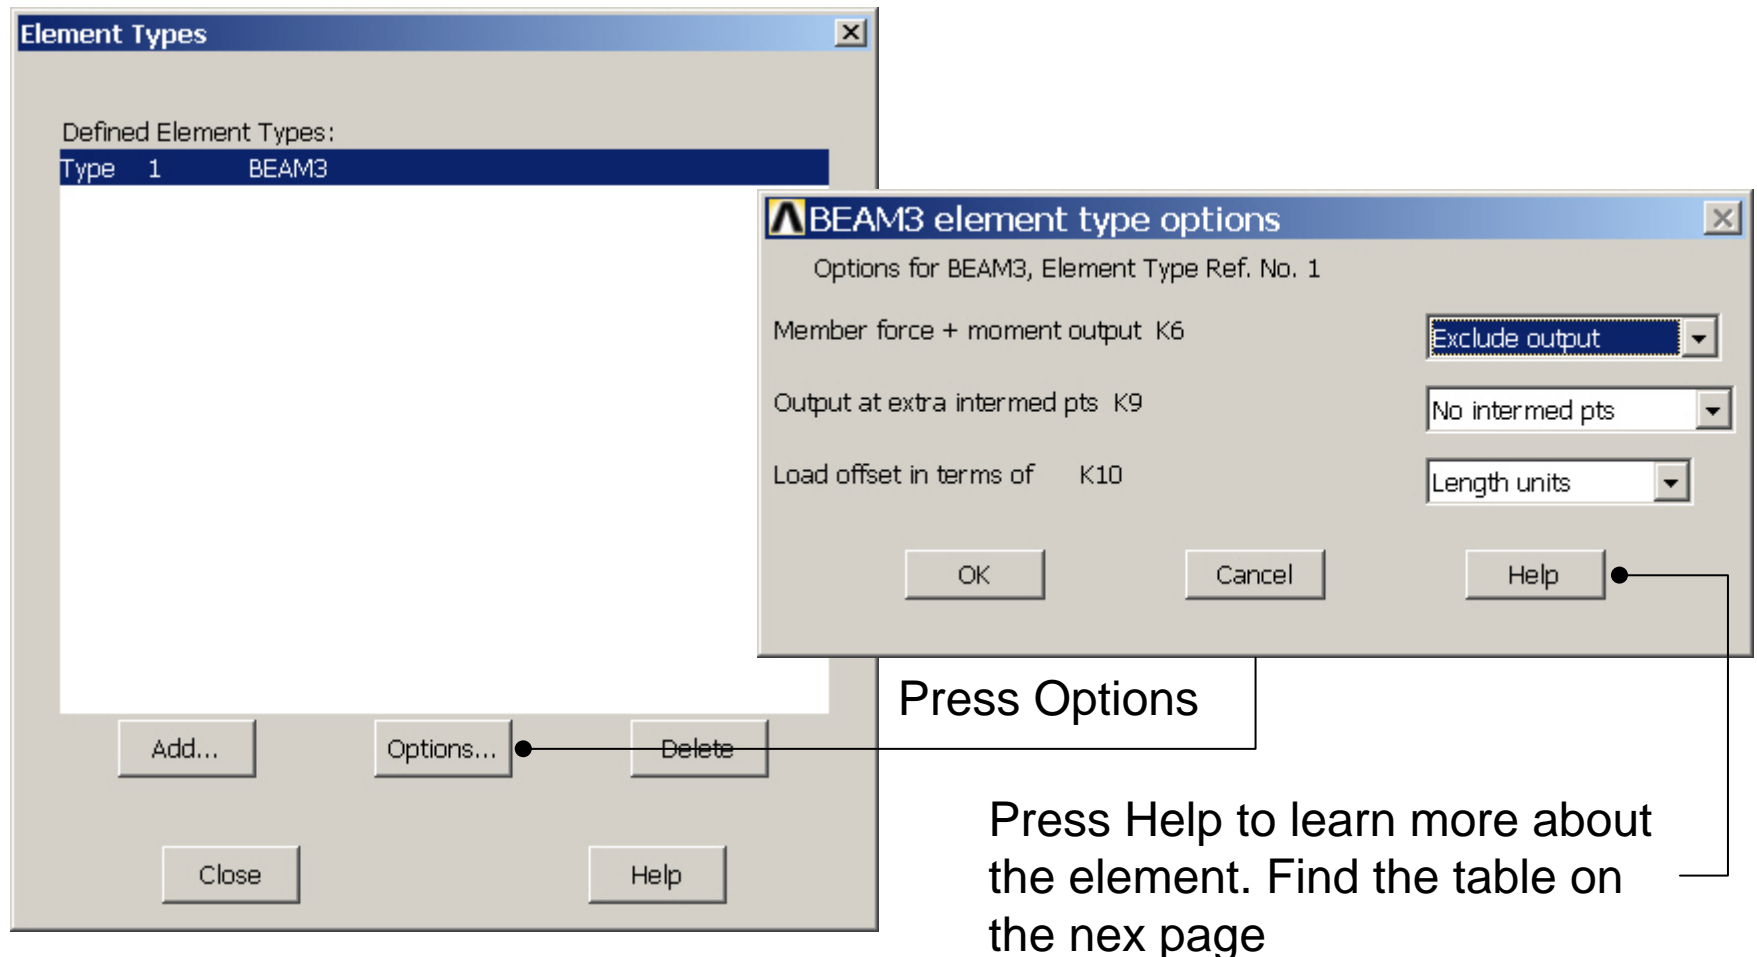 Element Types
Defined Element Types:
Type 1 BEAM3
BEAM3 element type options
Options for BEAM3, Element Type Ref. No. 1
Member force + moment output K6
Exclude output
Output at extra intermed pts K9
No intermed pts
Load offset in terms of K10
Length units
OK
Cancel
Help
Press Options
Add...
Options...
Delete
Close
Help
Press Help to learn more about
the element. Find the table on
the nex page